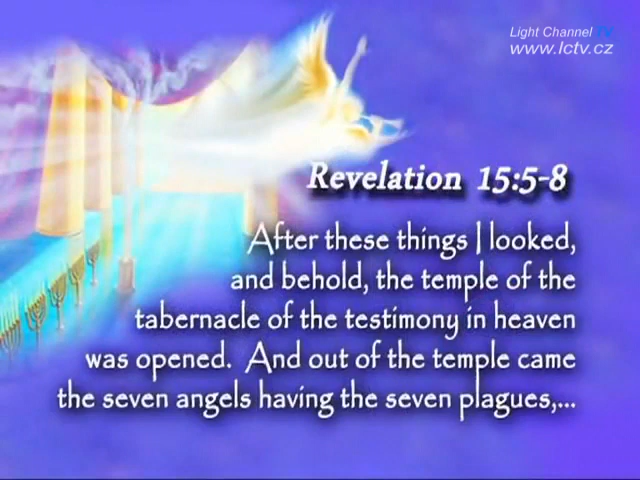 Light Channel TV
www.lctv.cz
Revelation 15:5-8
After these things I looked,
and behold, the temple of the
tabernacle of the testimony in heaven
was opened. And out of the temple came
the seven angels having the seven plagues,...